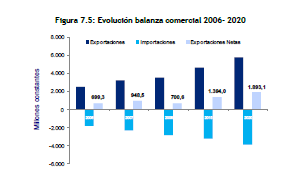 Figura 7.5: Evolución balanza comercial 2006- 2020
Exportaciones Importaciones Exportaciones Netas
8.000
6.000
4.000
2.000
0
-2.000
-4.000
-6.000
Millones constantes
699,3 948,5 700,6 1.384,0 1.893,1